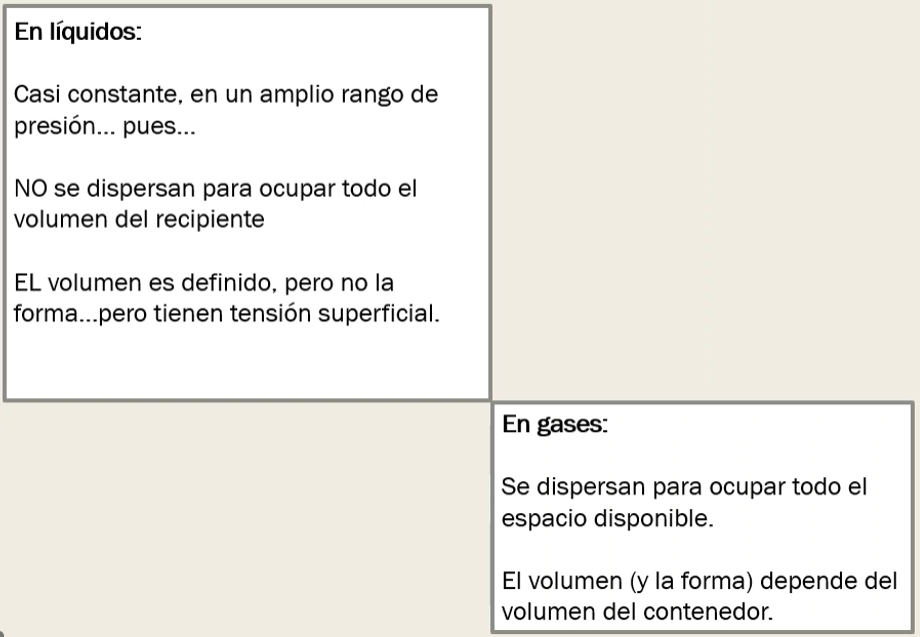 En líquidos:
Casi constante, en un amplio rango de
presión... pues...
NO se dispersan para ocupar todo el
volumen del recipiente
EL volumen es definido, pero no la
forma...pero tienen tensión superficial.
En gases:
Se dispersan para ocupar todo el
espacio disponible.
El volumen (y la forma) depende del
volumen del contenedor.